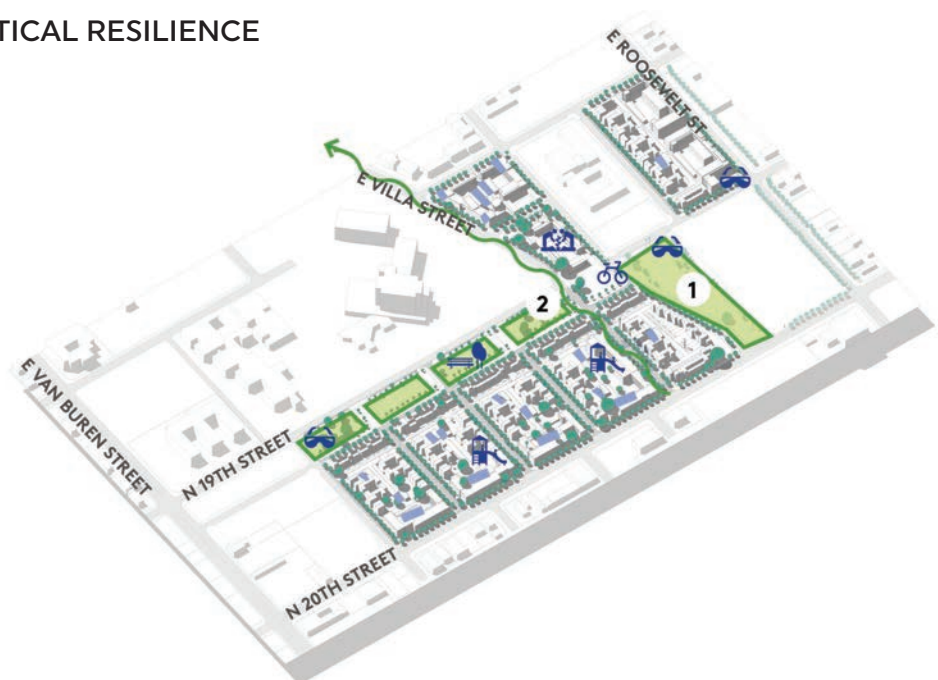 TICAL RESILIENCE
E ROOSEVELT ST
E VILLA STREET
1
2
E VAN BUREN STREET
N 19TH STREET
N 20TH STREET